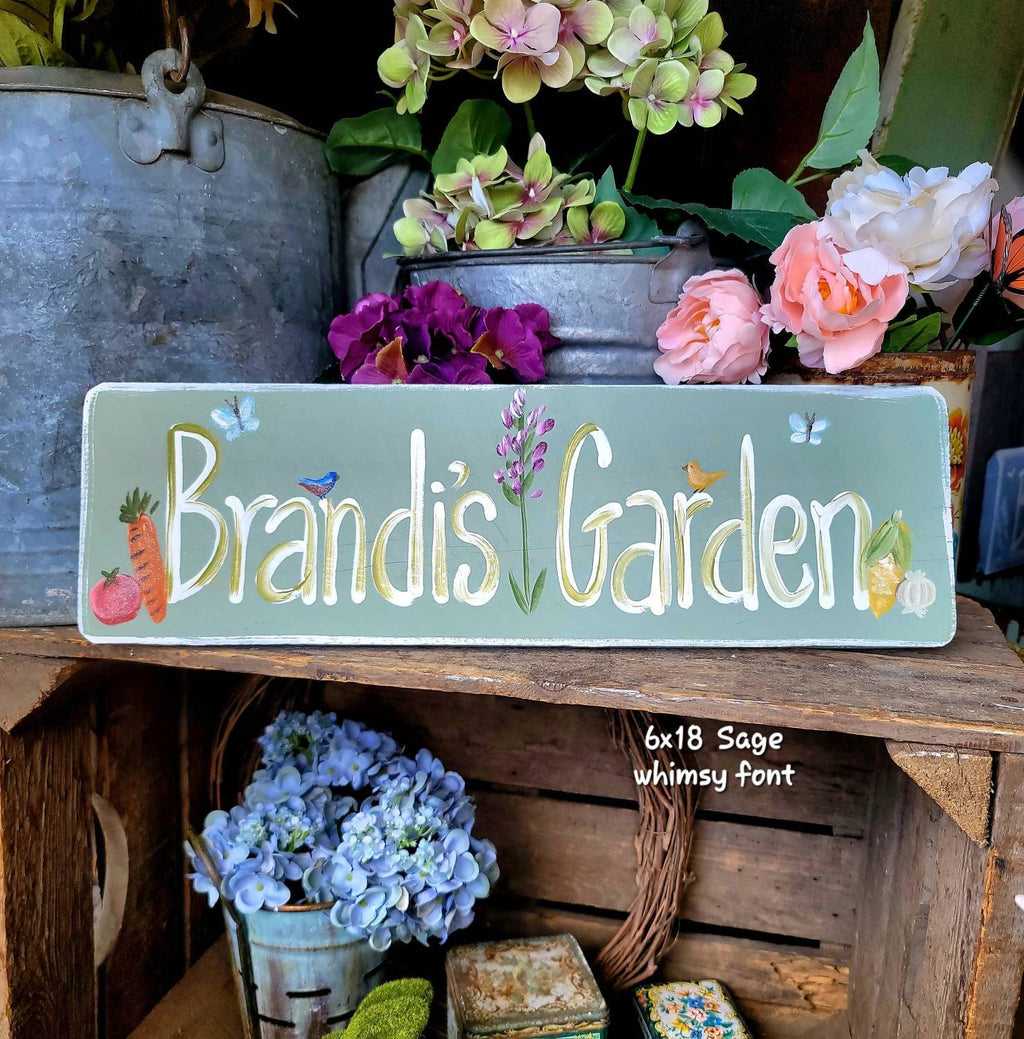 Brandi's Garden
6x18 Sage
whimsy font